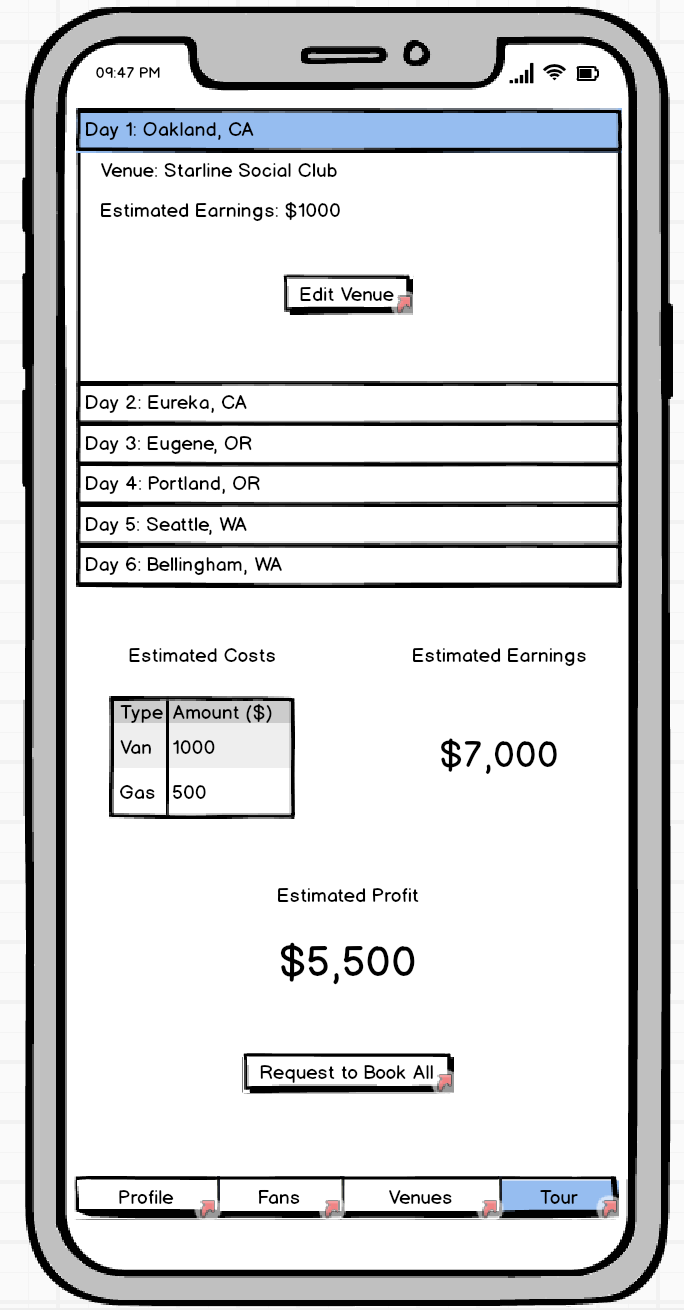 09:47 PM
Day 1: Oakland, CA
Venue: Starline Social Club
Estimated Earnings: $1000
Edit Venue
Day 2: Eureka, CA
Day 3: Eugene, OR
Day 4: Portland, OR
Day 5: Seattle, WA
Day 6: Bellingham, WA
Estimated Costs
Type Amount ($)
Van 1000
Gas 500
Estimated Earnings
$7,000
Estimated Profit
$5,500
Request to Book All
Profile Fans Venues Tour